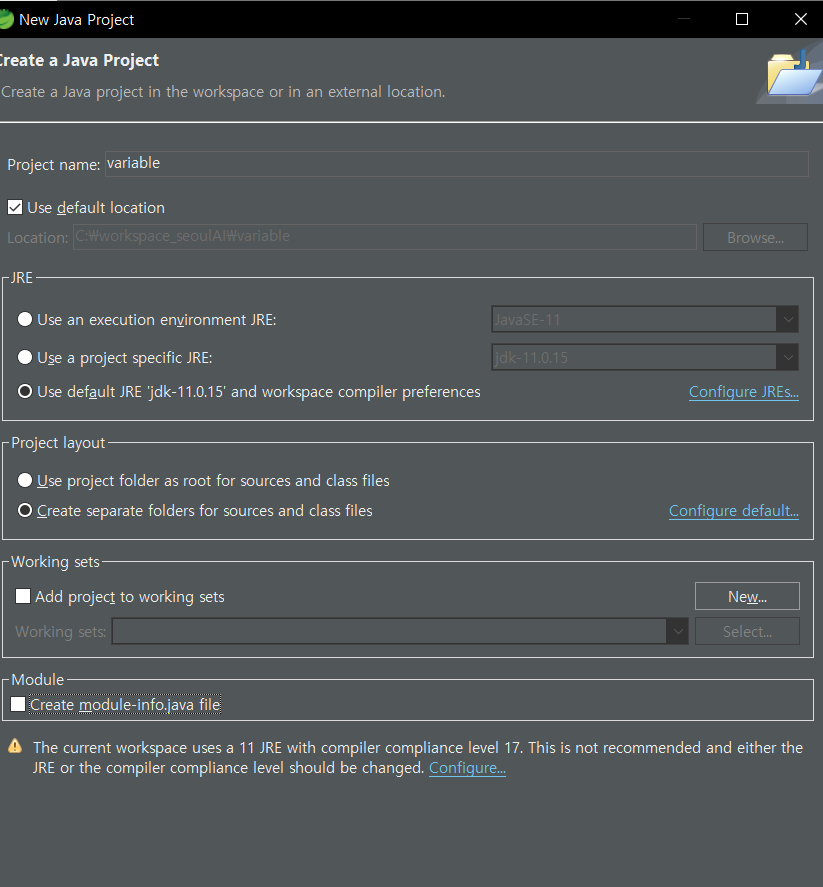 New Java Project
Create a Java Project
Create a Java project in the workspace or in an external location.
Project name: variable
Use default location
Location: C:₩workspace_seoulAI₩variable Browse...
JRE
Use an execution environment JRE: JavaSE-11
Use a project specific JRE: jdk-11.0.15
Use default JRE 'jdk-11.0.15' and workspace compiler preferences Configure JREs...
Project layout
Use project folder as root for sources and class files
Create separate folders for sources and class files Configure default...
Working sets
Add project to working sets New...
Working sets: Select...
Module
Create module-info.java file
The current workspace uses a 11 JRE with compiler compliance level 17. This is not recommended and either the
JRE or the compiler compliance level should be changed. Configure...